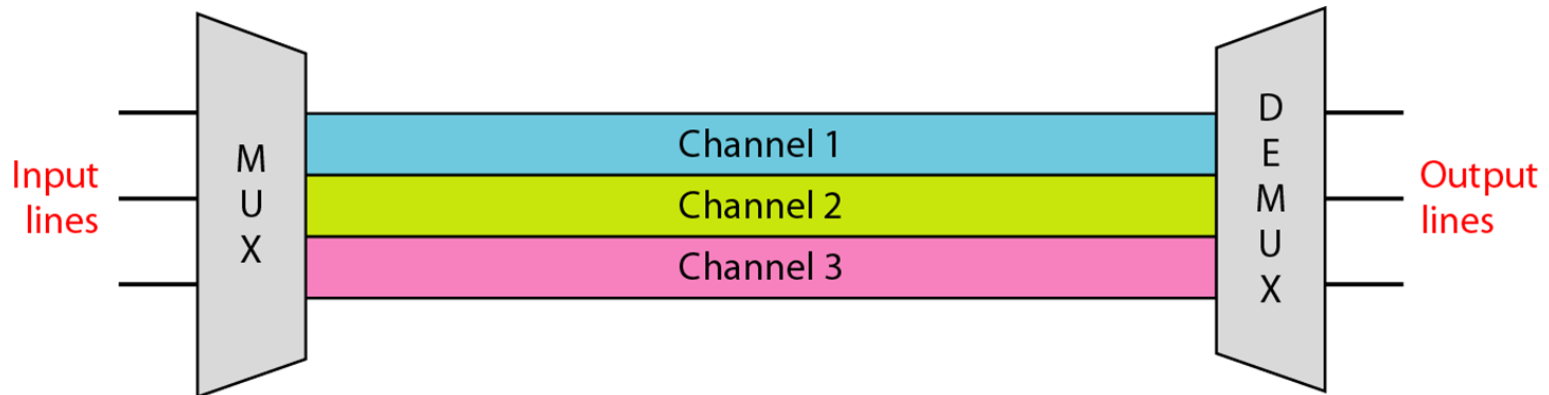 Input
lines
M
U
X
Channel 1
Channel 2
Channel 3
D
E
M
U
X
Output
lines